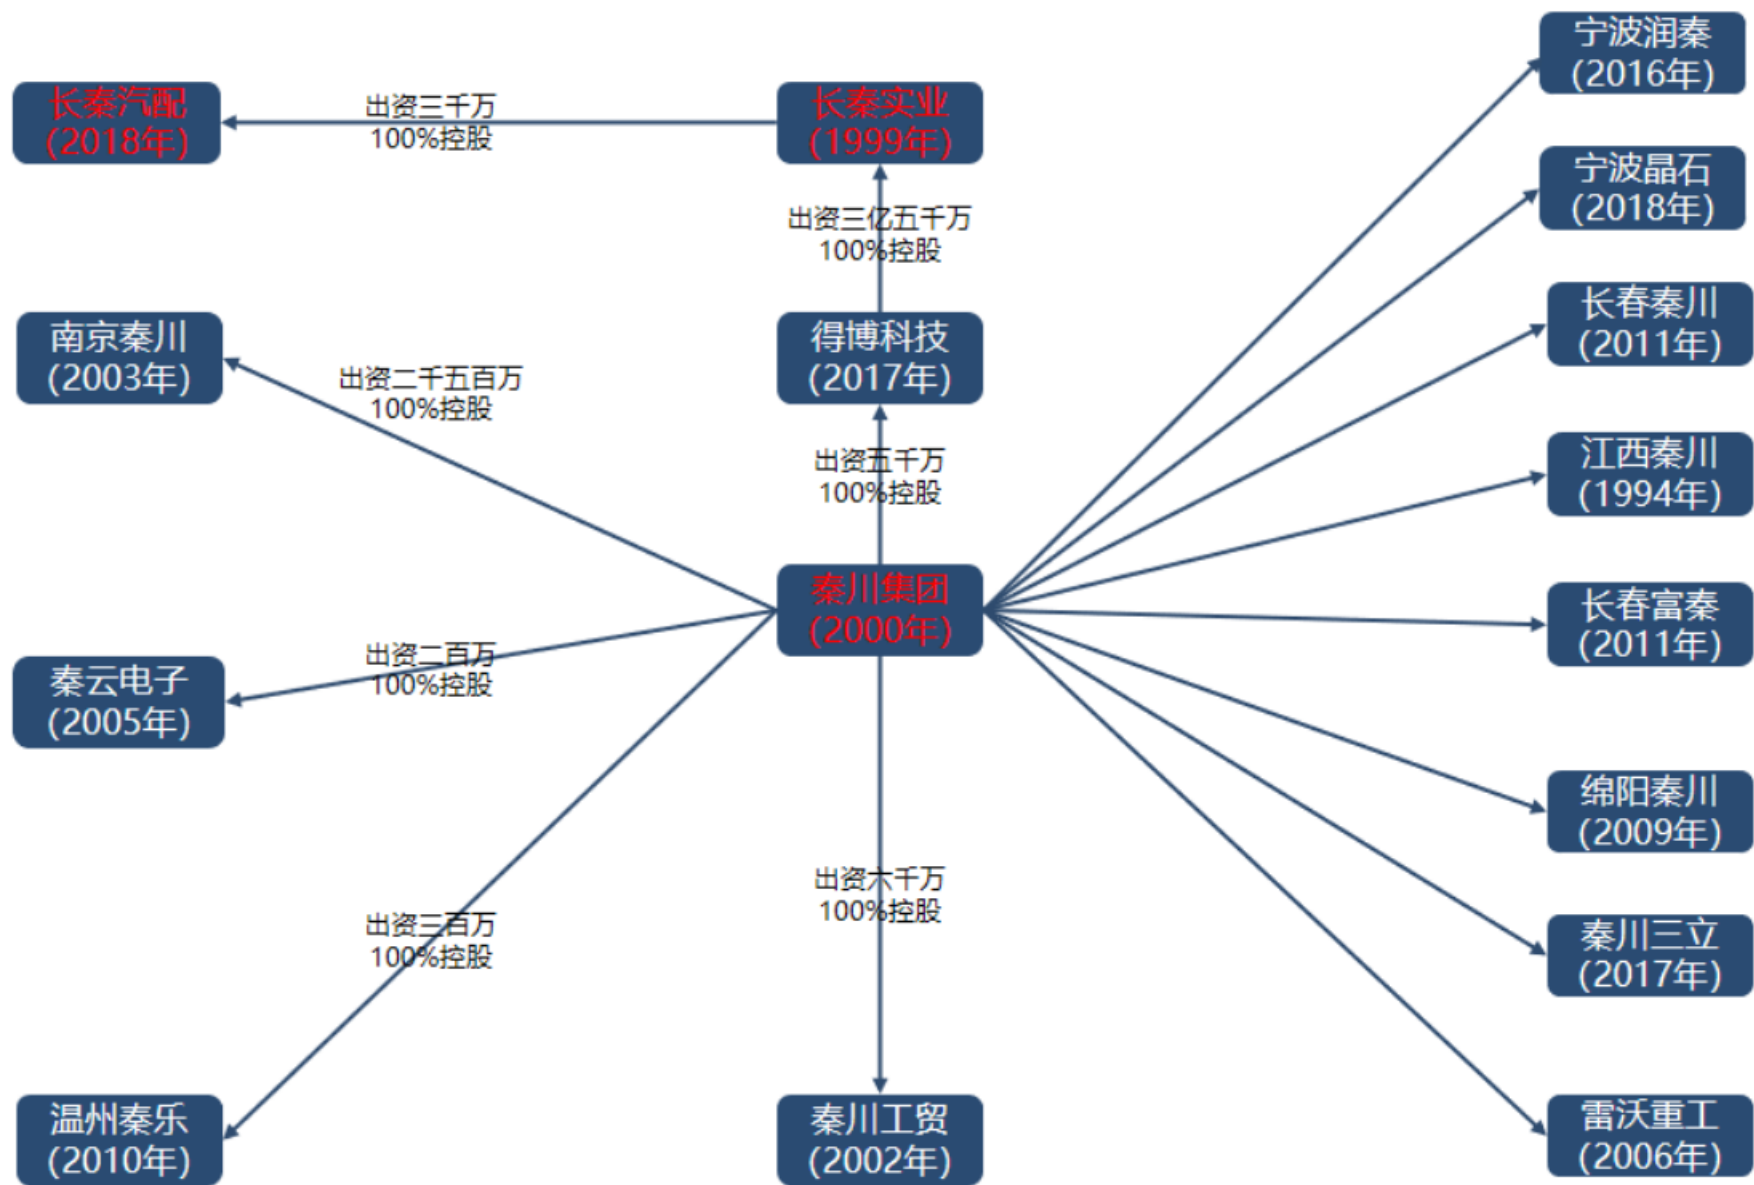 宁波润秦
(2016年)
长秦汽配
(2018年)
出资三千万
100%控股
长秦实业
(1999年)
宁波晶石
(2018年)
出资三亿五千万
100%控股
长春秦川
(2011年)
南京秦川
(2003年)
出资二千五百万
100%控股
得博科技
(2017年)
江西秦川
(1994年)
出资五千万
100%控股
秦川集团
(2000年)
长春富秦
(2011年)
秦云电子
(2005年)
出资二百万
100%控股
绵阳秦川
(2009年)
出资三百万
100%控股
出资六千万
100%控股
秦川三立
(2017年)
温州秦乐
(2010年)
秦川工贸
(2002年)
雷沃重工
(2006年)